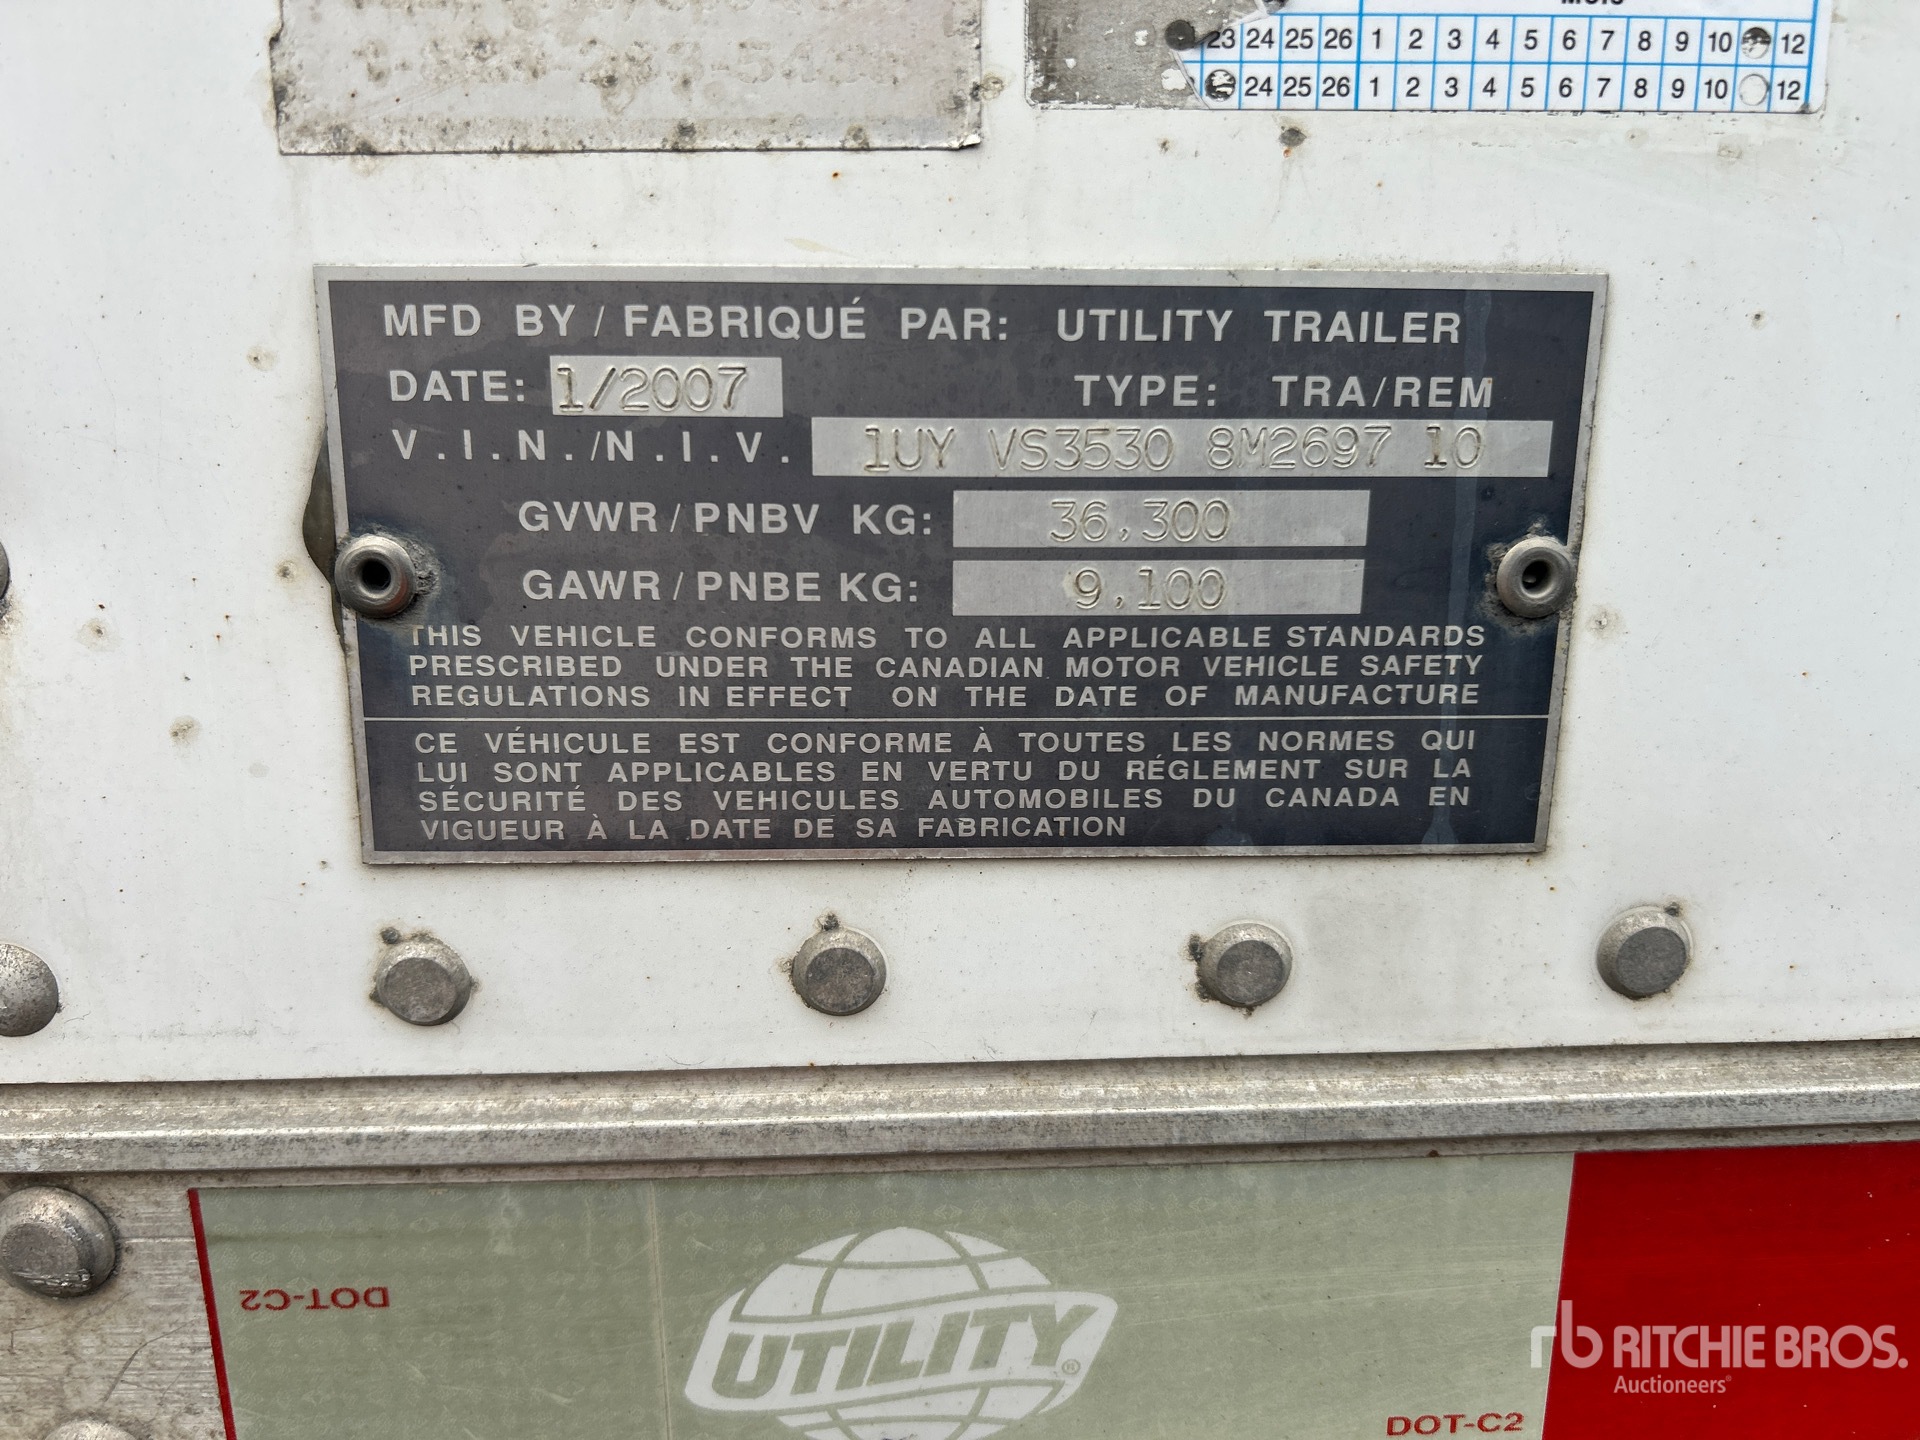 23 24 25 26 1 2 3 4 5 6 7 8 9 10 12
24 25 26 1 2 3 4 5 6 7 8 9 10 12
MFD BY / FABRIQUÉ PAR: UTILITY TRAILER
DATE: 1/2007 TYPE: TRA/REM
V.I.N./N.I.V. 1UY VS3530 8M2697 10
GVWR / PNBV KG: 36,300
GAWR / PNBE KG: 9,100
THIS VEHICLE CONFORMS TO ALL APPLICABLE STANDARDS
PRESCRIBED UNDER THE CANADIAN MOTOR VEHICLE SAFETY
REGULATIONS IN EFFECT ON THE DATE OF MANUFACTURE
CE VÉHICULE EST CONFORME À TOUTES LES NORMES QUI
LUI SONT APPLICABLES EN VERTU DU RÉGLEMENT SUR LA
SÉCURITÉ DES VEHICULES AUTOMOBILES DU CANADA EN
VIGUEUR À LA DATE DE SA FABRICATION
DOT-C2
UTILITY®
DOT-C2
rb RITCHIE BROS.
Auctioneers®